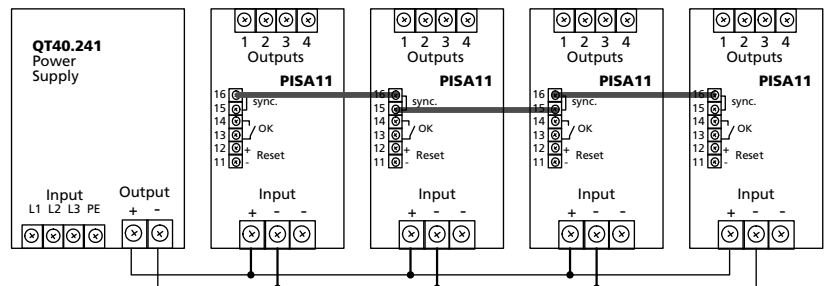 QT40.241
Power
Supply
Input
L1 L2 L3 PE
Output
+ -
1 2 3 4
Outputs
PISA11
16
15
sync.
14
13
OK
12 +
11 -
Reset
Input
+ - -
1 2 3 4
Outputs
PISA11
16
15
sync.
14
13
OK
12 +
11 -
Reset
Input
+ - -
1 2 3 4
Outputs
PISA11
16
15
sync.
14
13
OK
12 +
11 -
Reset
Input
+ - -
1 2 3 4
Outputs
PISA11
16
15
sync.
14
13
OK
12 +
11 -
Reset
Input
+ - -